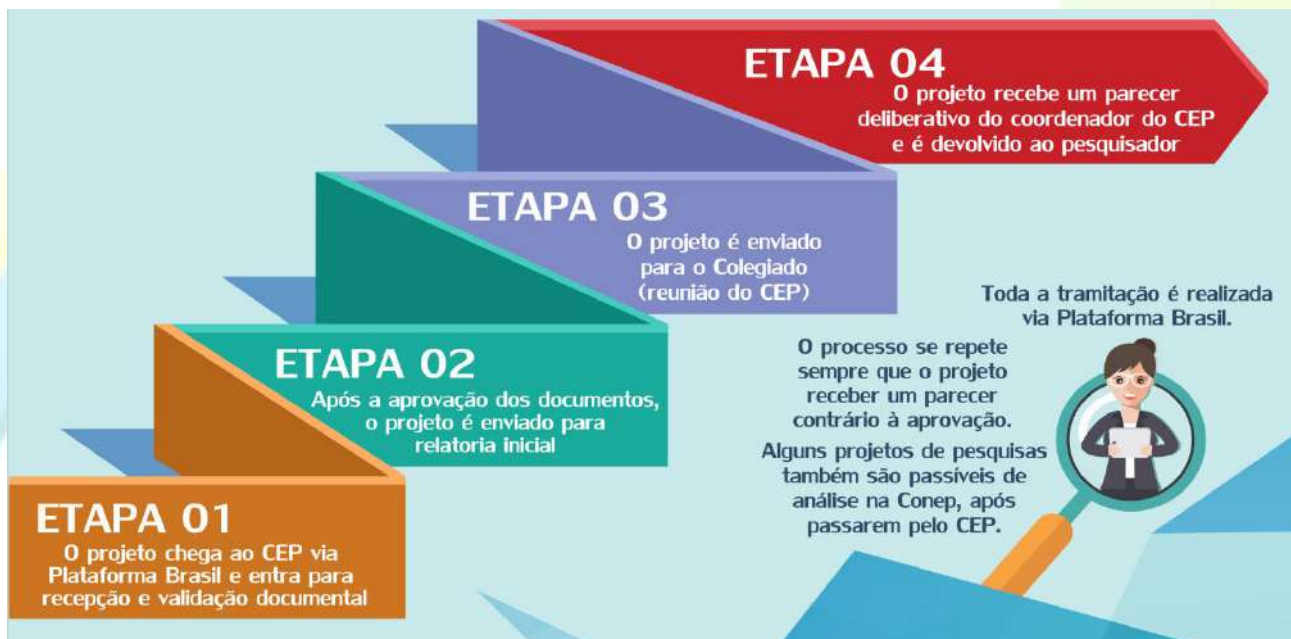 ETAPA 01
O projeto chega ao CEP via
Plataforma Brasil e entra para
recepção e validação documental
ETAPA 02
Após a aprovação dos documentos,
o projeto é enviado para
relatoria inicial
ETAPA 03
O projeto é enviado
para o Colegiado
(reunião do CEP)
ETAPA 04
O projeto recebe um parecer
deliberativo do coordenador do CEP
e é devolvido ao pesquisador
Toda a tramitação é realizada
via Plataforma Brasil.
O processo se repete
sempre que o projeto
receber um parecer
contrário à aprovação.
Alguns projetos de pesquisas
também são passíveis de
análise na Conep, após
passarem pelo CEP.